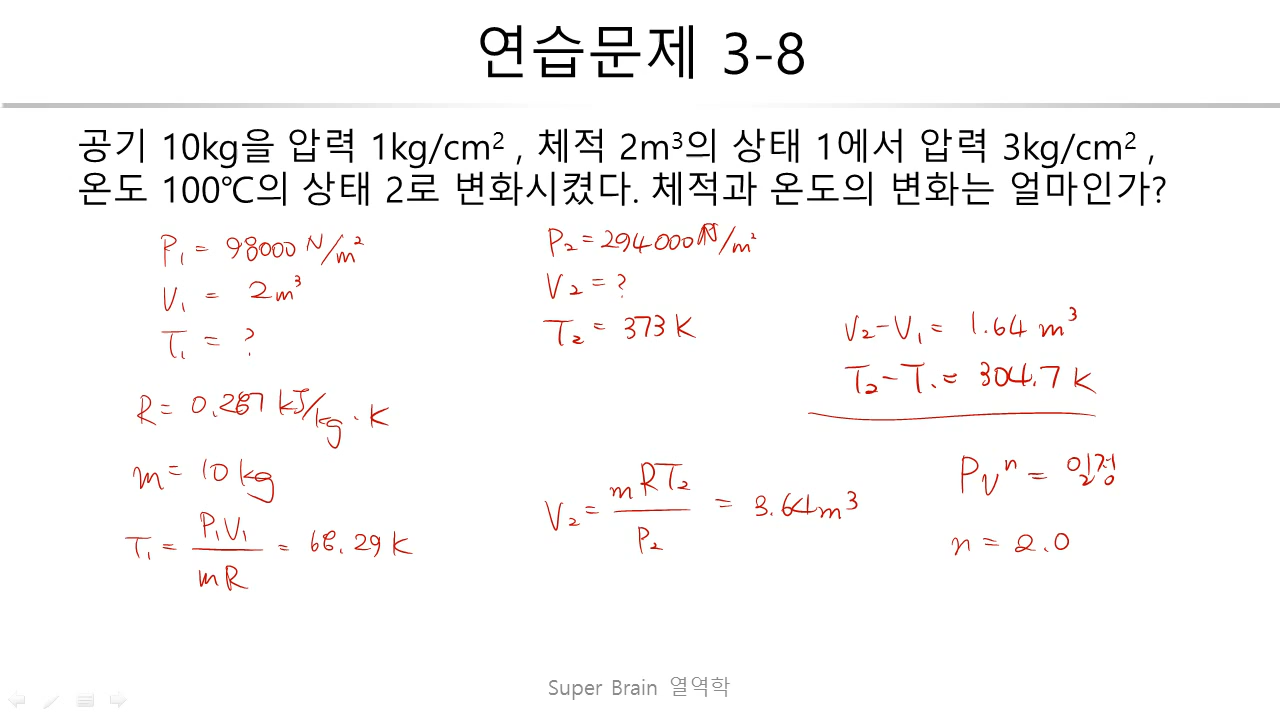 연습문제 3-8
공기 10kg을 압력 1kg/cm² , 체적 2m³의 상태 1에서 압력 3kg/cm² ,
온도 100℃의 상태 2로 변화시켰다. 체적과 온도의 변화는 얼마인가?
P₁ = 98000 N/m²
V₁ = 2m³
T₁ = ?
R = 0.287 kJ/kg·K
m = 10 kg
T₁ = P₁V₁/mR = 68.29 K
P₂ = 294000 N/m²
V₂ = ?
T₂ = 373 K
V₂ = mRT₂/P₂ = 3.64 m³
V₂-V₁ = 1.64 m³
T₂-T₁ = 304.7 K
PVⁿ = 일정
n = 2.0
Super Brain 열역학